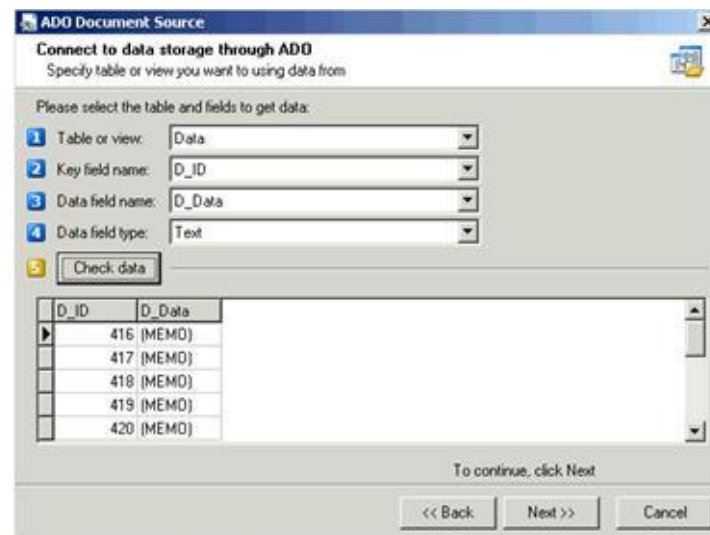 ADO Document Source
Connect to data storage through ADO
Specify table or view you want to using data from
Please select the table and fields to get data:
1 Table or view: Data
2 Key field name: D_ID
3 Data field name: D_Data
4 Data field type: Text
5 Check data
D_ID D_Data
416 (MEMO)
417 (MEMO)
418 (MEMO)
419 (MEMO)
420 (MEMO)
To continue, click Next
<< Back Next >> Cancel